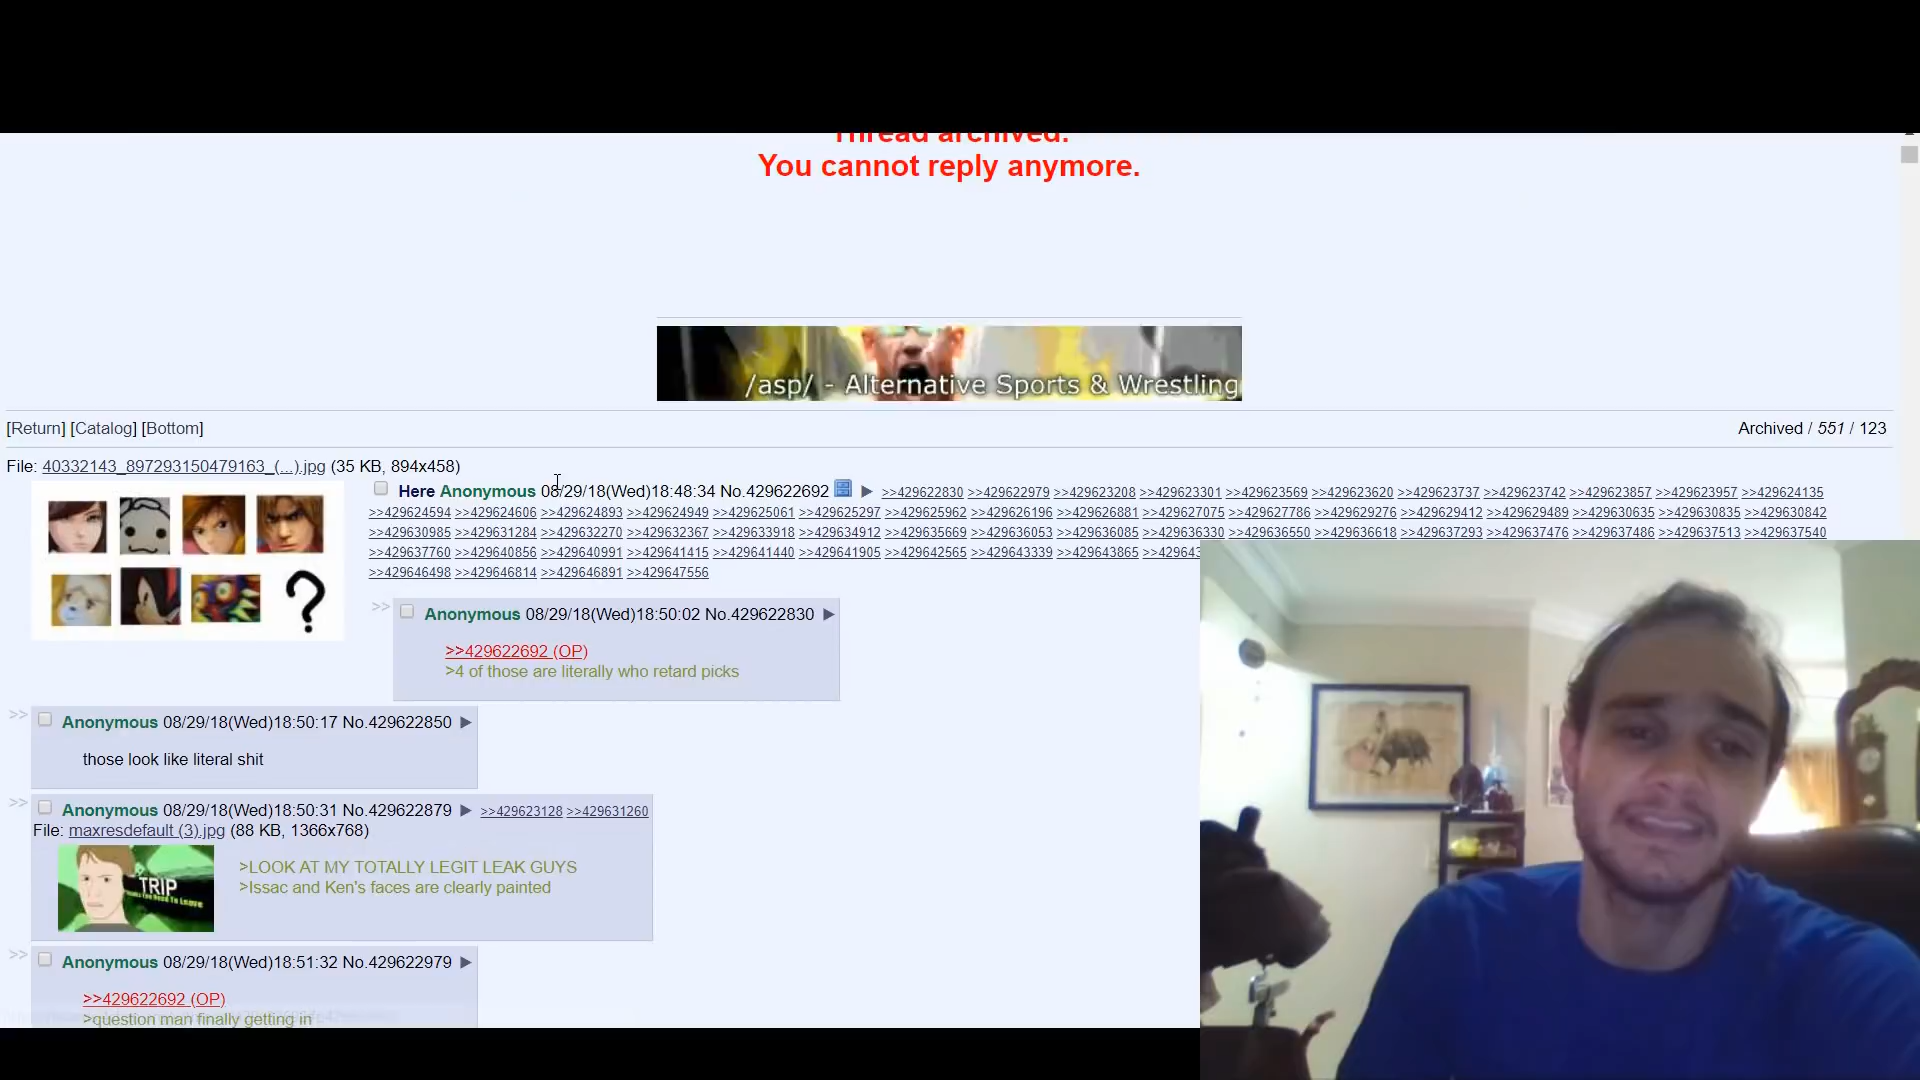 Thread archived.
You cannot reply anymore.
/asp/ - Alternative Sports & Wrestling
[Return] [Catalog] [Bottom]
Archived / 551 / 123
File: 40332143_897293150479163_(...).jpg (35 KB, 894x458)
?
Here Anonymous 08/29/18(Wed)18:48:34 No.429622692 ▶ >>429622830 >>429622979 >>429623208 >>429623301 >>429623569 >>429623620 >>429623737 >>429623742 >>429623857 >>429623957 >>429624135
>>429624594 >>429624606 >>429624893 >>429624949 >>429625061 >>429625297 >>429625962 >>429626196 >>429626881 >>429627075 >>429627786 >>429629276 >>429629412 >>429629489 >>429630635 >>429630835 >>429630842
>>429630985 >>429631284 >>429632270 >>429632367 >>429633918 >>429634912 >>429635669 >>429636053 >>429636085 >>429636330 >>429636550 >>429636618 >>429637293 >>429637476 >>429637486 >>429637513 >>429637540
>>429637760 >>429640856 >>429640991 >>429641415 >>429641440 >>429641905 >>429642565 >>429643339 >>429643865 >>429643
>>429646498 >>429646814 >>429646891 >>429647556
>> Anonymous 08/29/18(Wed)18:50:02 No.429622830 ▶
>>429622692 (OP)
>4 of those are literally who retard picks
>> Anonymous 08/29/18(Wed)18:50:17 No.429622850 ▶
those look like literal shit
>> Anonymous 08/29/18(Wed)18:50:31 No.429622879 ▶ >>429623128 >>429631260
File: maxresdefault (3).jpg (88 KB, 1366x768)
TRIP
>LOOK AT MY TOTALLY LEGIT LEAK GUYS
>Issac and Ken's faces are clearly painted
>> Anonymous 08/29/18(Wed)18:51:32 No.429622979 ▶
>>429622692 (OP)
>question man finally getting in